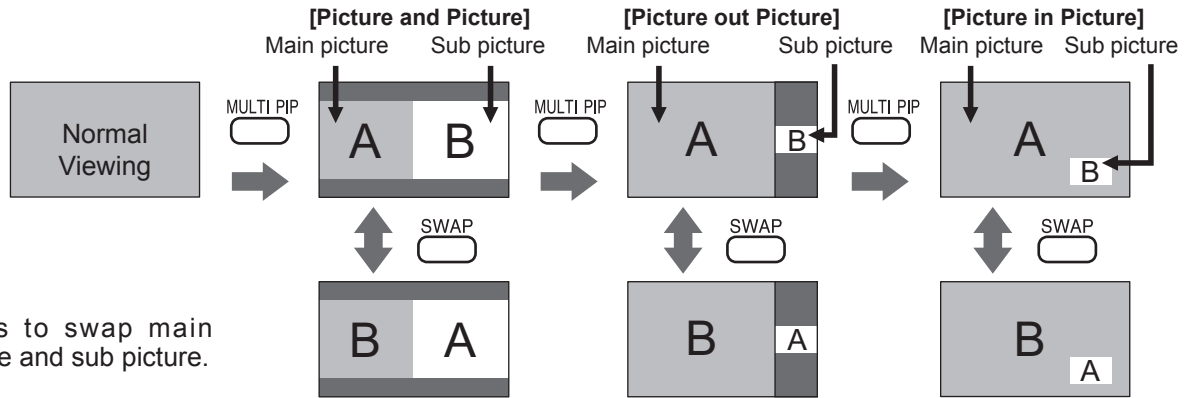 [Picture and Picture] [Picture out Picture] [Picture in Picture]
Main picture Sub picture Main picture Sub picture Main picture Sub picture
Normal
Viewing
MULTI PIP
A B
MULTI PIP
A B
MULTI PIP
A
B
SWAP SWAP SWAP
to swap main
and sub picture.
B A
B A
B
A